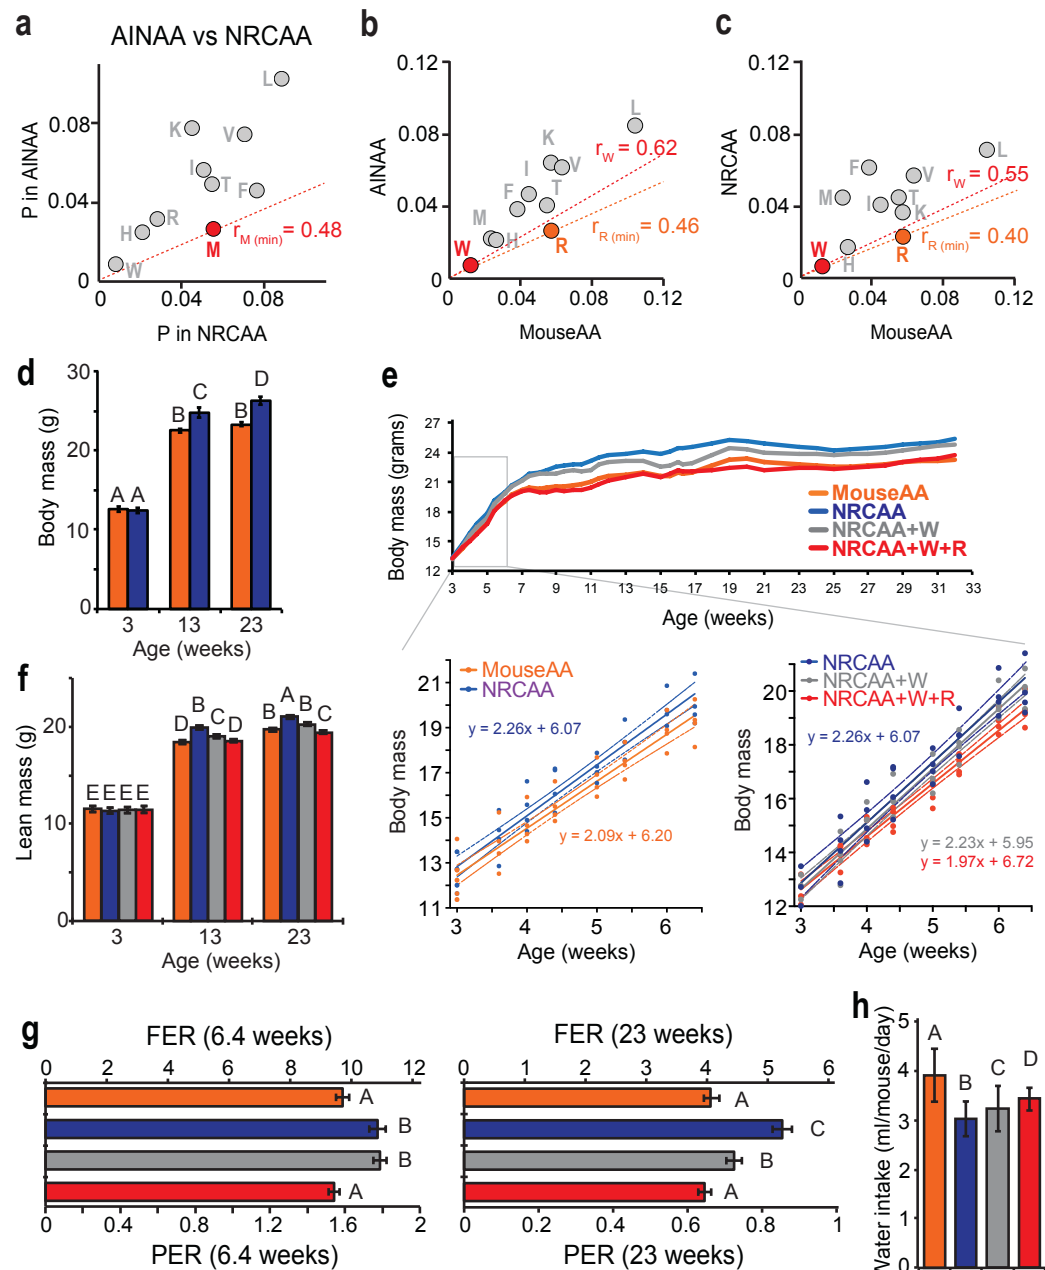 a
AINAA vs NRCAA
P in AINAA
0.08
0.04
0
0
0.04
0.08
P in NRCAA
L
K
V
I
T
F
R
H
W
M
rM (min) = 0.48
b
AINAA
0.12
0.08
0.04
0
0
0.04
0.08
0.12
MouseAA
L
K
V
I
T
F
M
H
W
R
rW = 0.62
rR (min) = 0.46
c
NRCAA
0.12
0.08
0.04
0
0
0.04
0.08
0.12
MouseAA
L
F
V
M
I
T
K
W
H
R
rW = 0.55
rR (min) = 0.40
d
Body mass (g)
30
20
10
0
A A
B C
B D
3 13 23
Age (weeks)
e
Body mass (grams)
27
24
21
18
15
12
3 5 7 9 11 13 15 17 19 21 23 25 27 29 31 33
Age (weeks)
MouseAA
NRCAA
NRCAA+W
NRCAA+W+R
MouseAA
NRCAA
y = 2.26x + 6.07
y = 2.09x + 6.20
Body mass
21
19
17
15
13
11
3 4 5 6
Age (weeks)
NRCAA
NRCAA+W
NRCAA+W+R
y = 2.26x + 6.07
y = 2.23x + 5.95
y = 1.97x + 6.72
Body mass
20
18
16
14
12
3 4 5 6
Age (weeks)
f
Lean mass (g)
20
10
0
E E E E
D B C D
B A B C
3 13 23
Age (weeks)
g
FER (6.4 weeks)
0 2 4 6 8 10 12
A
B
B
A
0 0.4 0.8 1.2 1.6 2
PER (6.4 weeks)
FER (23 weeks)
0 1 2 3 4 5 6
A
C
B
A
0 0.2 0.4 0.6 0.8 1
PER (23 weeks)
h
Water intake (ml/mouse/day)
5
4
3
2
1
0
A
B
C
D